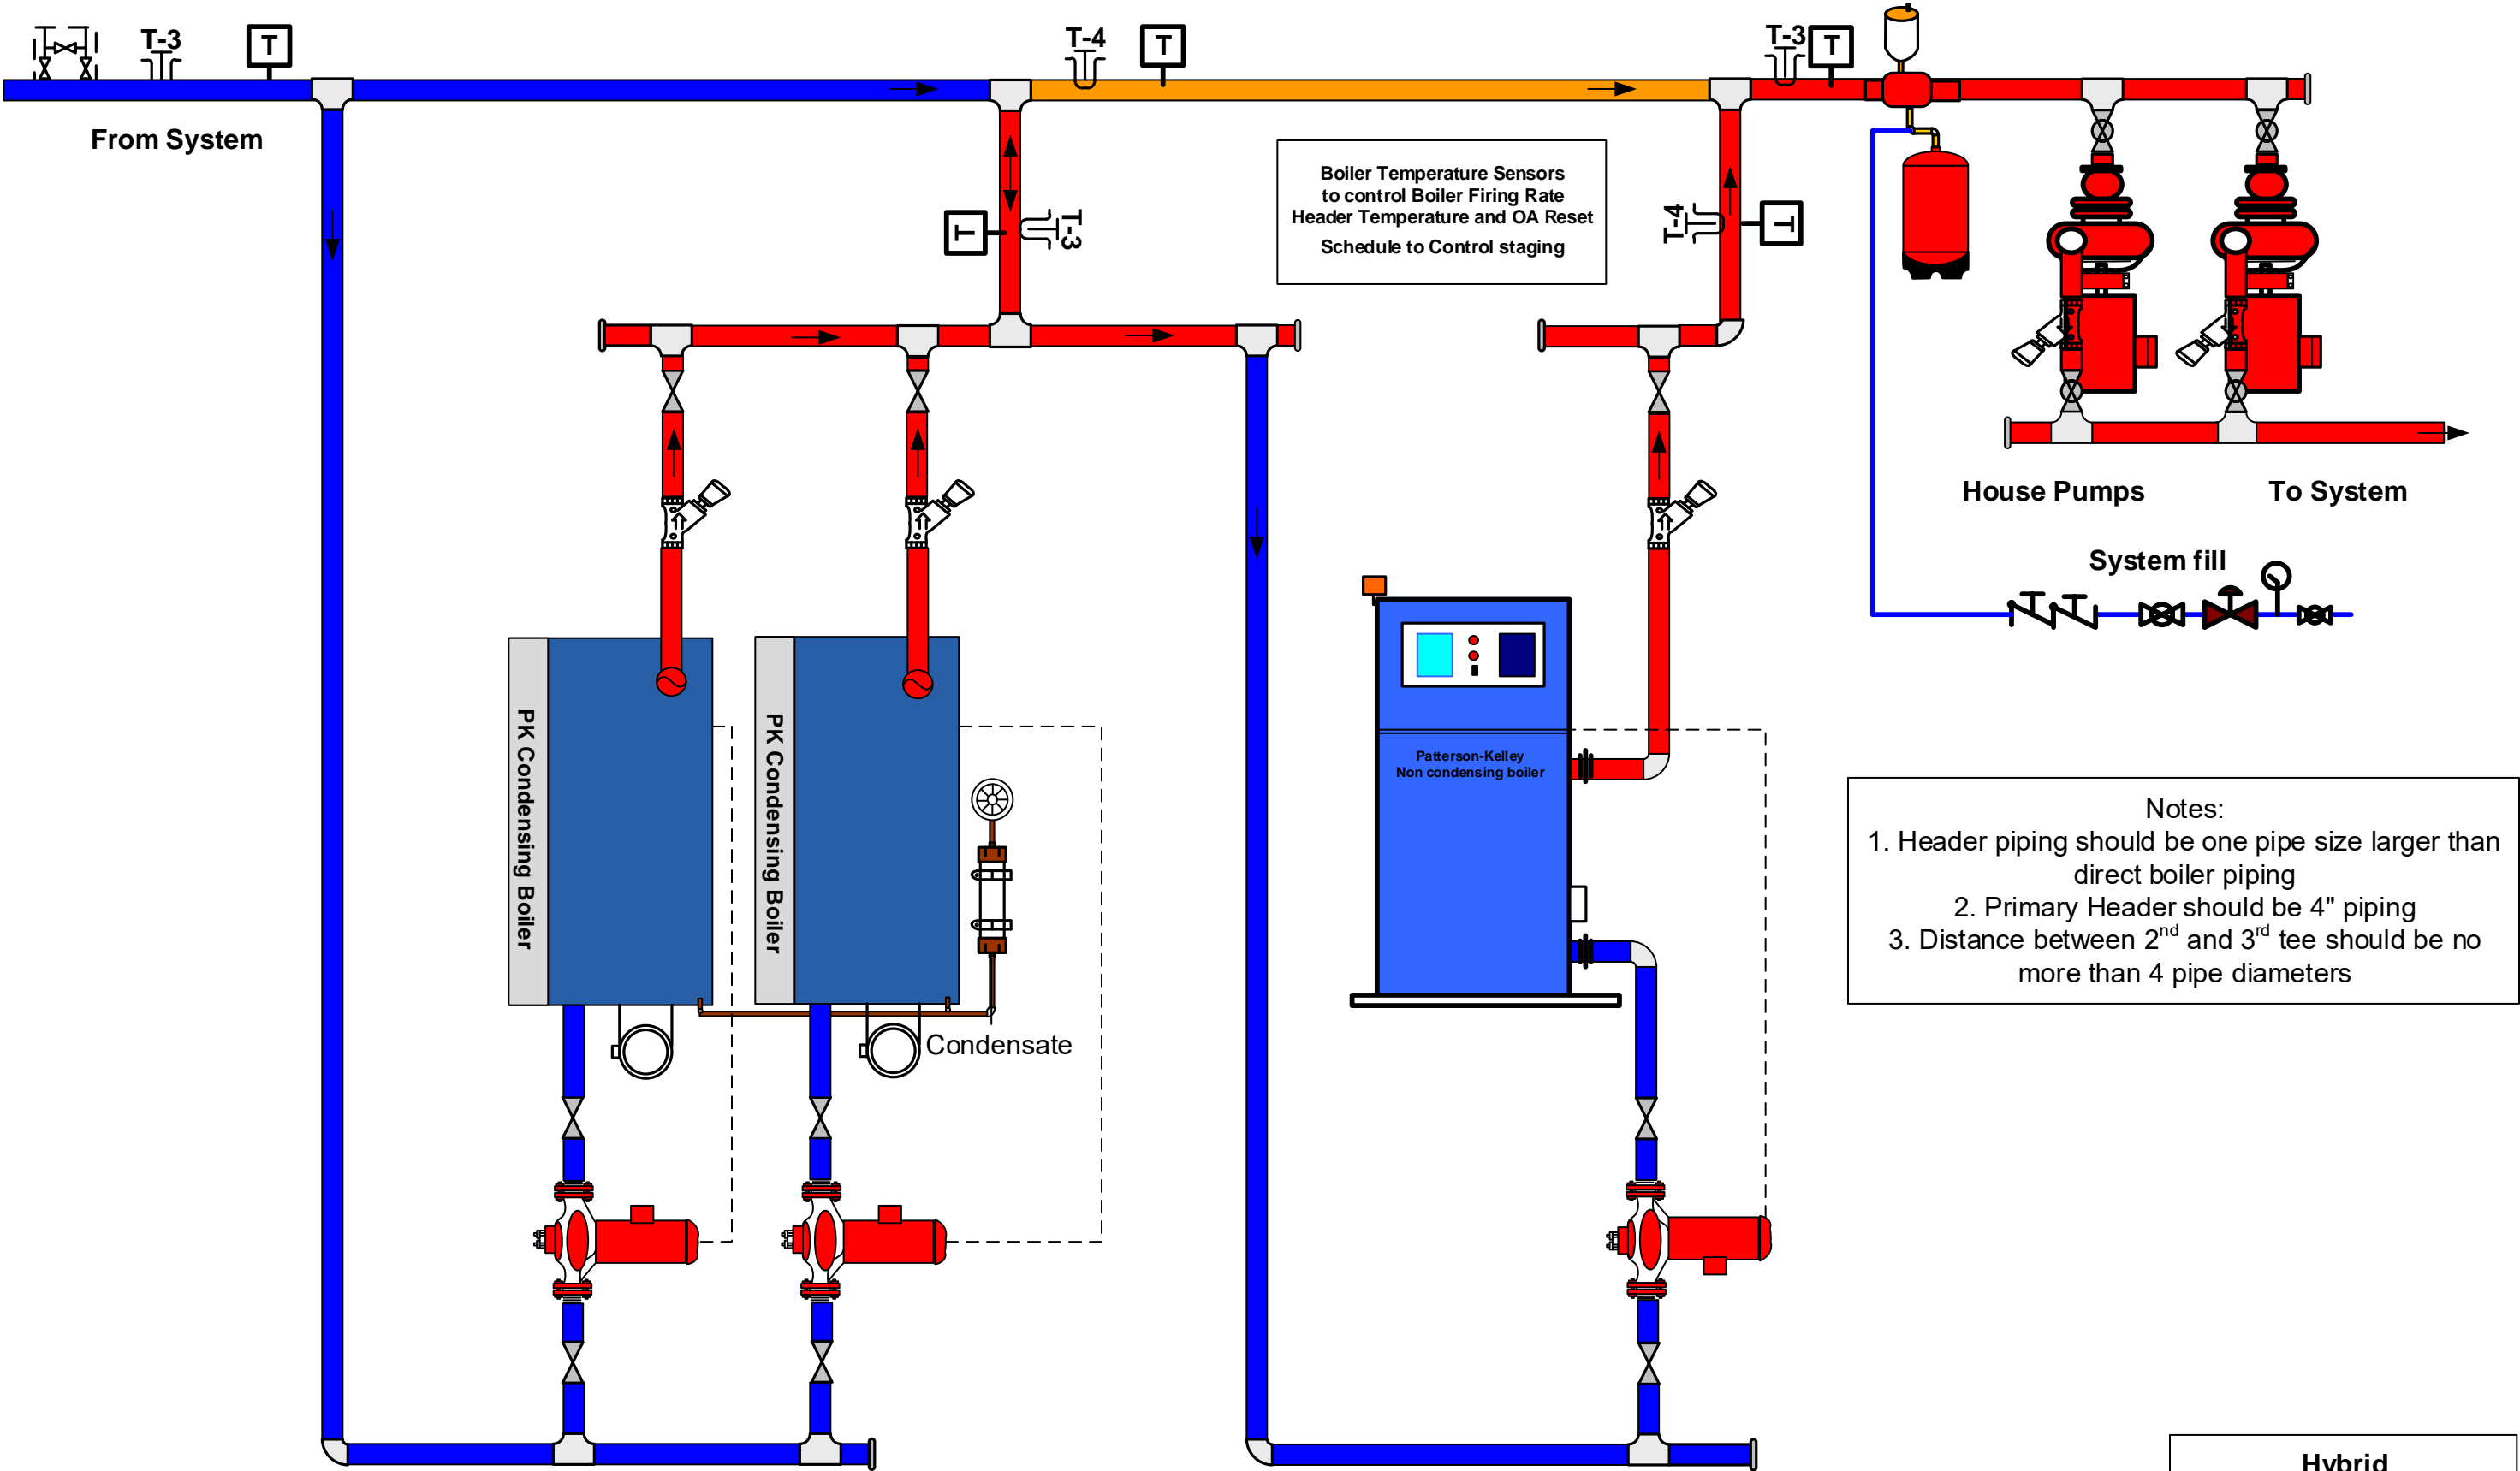 T-3
T
T-4
T
T-3
T
From System
Boiler Temperature Sensors
to control Boiler Firing Rate
Header Temperature and OA Reset
Schedule to Control staging
T
T-3
T-4
T
House Pumps
To System
System fill
PK Condensing Boiler
PK Condensing Boiler
Patterson-Kelley
Non condensing boiler
Condensate
Notes:
1. Header piping should be one pipe size larger than
direct boiler piping
2. Primary Header should be 4" piping
3. Distance between 2nd and 3rd tee should be no
more than 4 pipe diameters
Hybrid